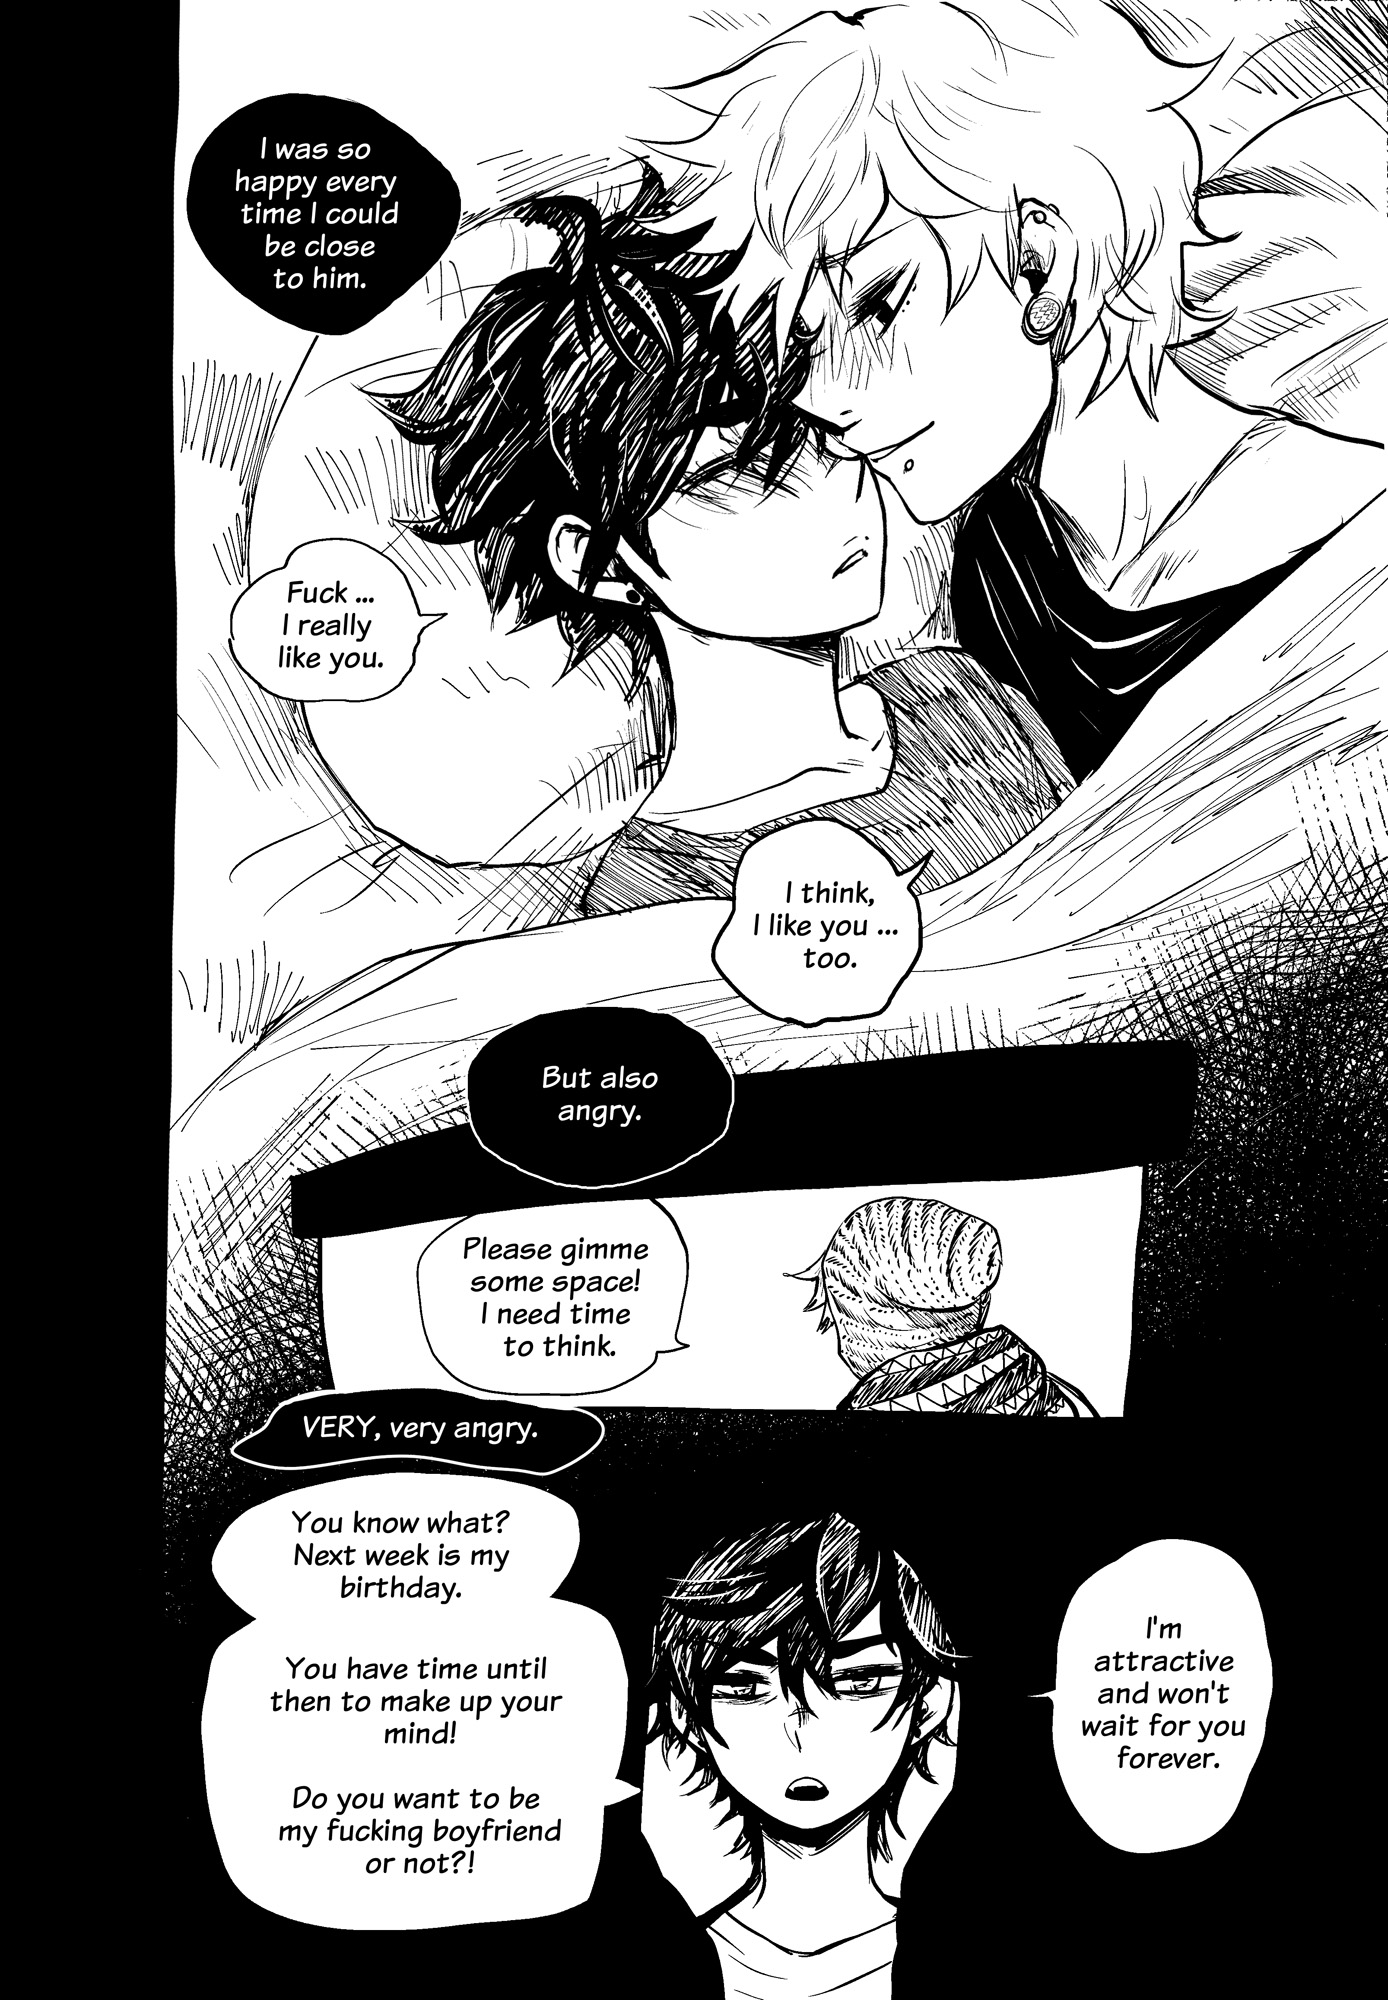 I was so
happy every
time I could
be close
to him.
Fuck ...
I really
like you.
I think,
I like you ...
too.
But also
angry.
Please gimme
some space!
I need time
to think.
VERY, very angry.
You know what?
Next week is my
birthday.
You have time until
then to make up your
mind!
Do you want to be
my fucking boyfriend
or not?!
I'm
attractive
and won't
wait for you
forever.